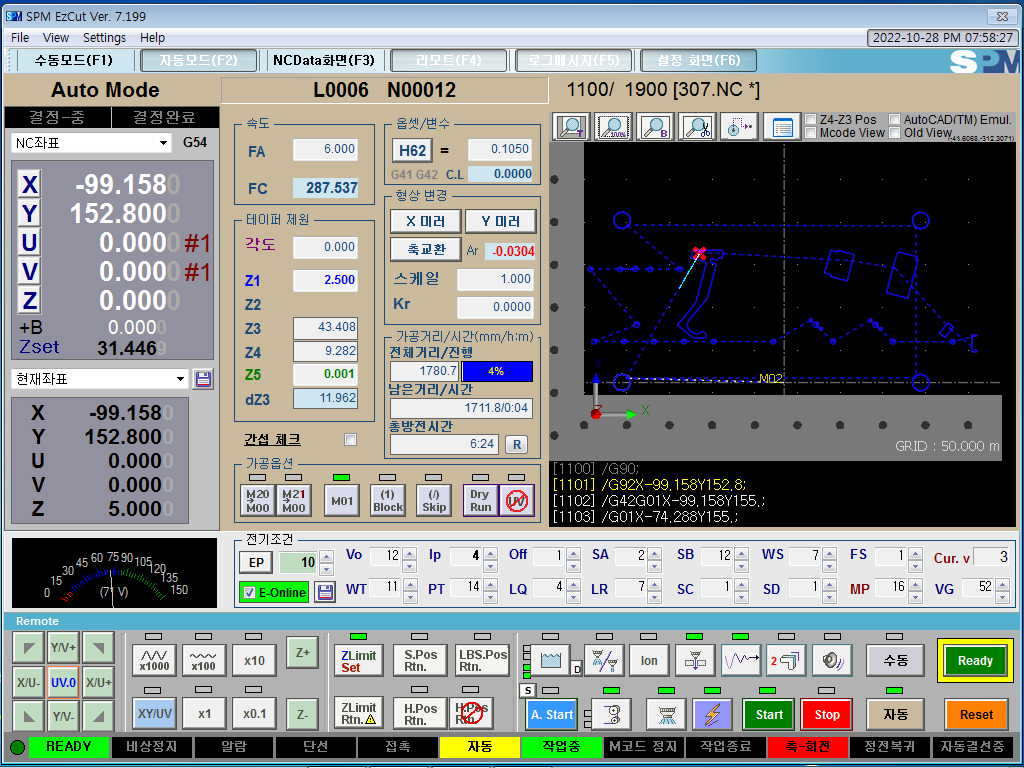 SPM EzCut Ver. 7.199
File View Settings Help
2022-10-28 PM 07:58:27
수동모드(F1) 자동모드(F2) NCData화면(F3) 리모트(F4) 로그메시지(F5) 설정 화면(F6) SPM
Auto Mode L0006 N00012 1100/ 1900 [307.NC *]
결정-중 결정완료
NC좌표 G54
X -99.1580
Y 152.8000
U 0.0000 #1
V 0.0000 #1
Z 0.0000
+B 0.0000
Zset 31.4469
현재좌표
X -99.1580
Y 152.8000
U 0.0000
V 0.0000
Z 5.0000
속도
FA 6.000
FC 287.537
테이퍼 제원
각도 0.000
Z1 2.500
Z2
Z3 43.408
Z4 9.282
Z5 0.001
dZ3 11.962
간섭 체크
옵셋/변수
H62 = 0.1050
G41 G42 C.L 0.0000
형상 변경
X 미러 Y 미러
축교환 Ar -0.0304
스케일 1.000
Kr 0.0000
가공거리/시간(mm/h:m)
전체거리/진행
1780.7 4%
남은거리/시간
1711.8/0:04
총방전시간
6:24 R
가공옵션
M20 M00 M21 M00 M01 (1) Block (/) Skip Dry Run UV
T 100% B
Z4-Z3 Pos AutoCAD(TM) Emul.
Mcode View Old View
M02
Y
X
GRID : 50.000 m
[1100] /G90;
[1101] /G92X-99,158Y152,8;
[1102] /G42G01X-99,158Y155,;
[1103] /G01X-74,288Y155,;
0 15 30 45 60 75 90 105 120 135 150
전기조건
EP 10 Vo 12 Ip 4 Off 1 SA 2 SB 12 WS 7 FS 1 Cur. v 3
E-Online WT 11 PT 14 LQ 4 LR 7 SC 1 SD 1 MP 16 VG 52
Remote
Y/V+ x1000 x100 x10 Z+ ZLimit Set S.Pos Rtn. LBS.Pos Rtn. D Ion 2 수동 Ready
X/U- UV.0 X/U+
Y/V- XY/UV x1 x0.1 Z- ZLimit Rtn. H.Pos Rtn. S A. Start Start Stop 자동 Reset
READY 비상정지 알람 단선 접촉 자동 작업중 M코드 정지 작업종료 축-회전 정전복귀 자동결선중